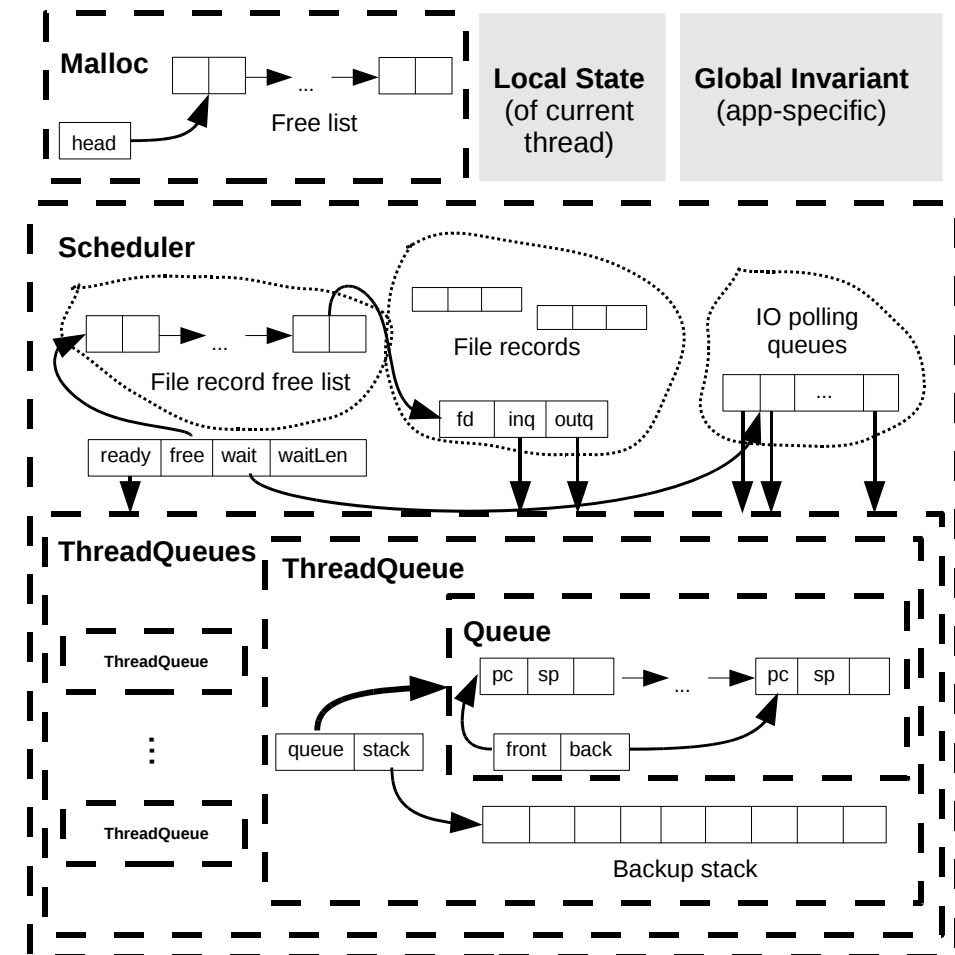 Malloc
...
Free list
head
Local State
(of current
thread)
Global Invariant
(app-specific)
Scheduler
...
File record free list
File records
fd inq outq
IO polling
queues
...
ready free wait waitLen
ThreadQueues
ThreadQueue
...
ThreadQueue
ThreadQueue
Queue
pc sp
...
pc sp
front back
queue stack
Backup stack